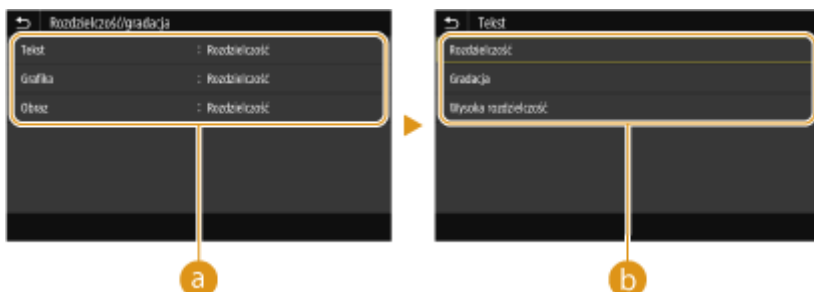 Rozdzielczość/gradacja
Tekst : Rozdzielczość
Grafika : Rozdzielczość
Obraz : Rozdzielczość
a
Tekst
Rozdzielczość
Gradacja
Wysoka rozdzielczość
b